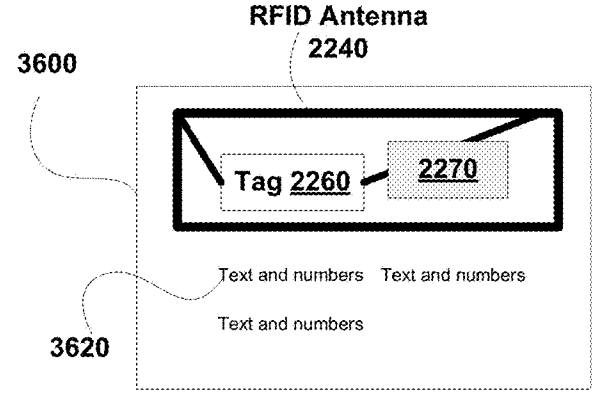 RFID Antenna
2240
3600
Tag 2260
2270
Text and numbers Text and numbers
Text and numbers
3620